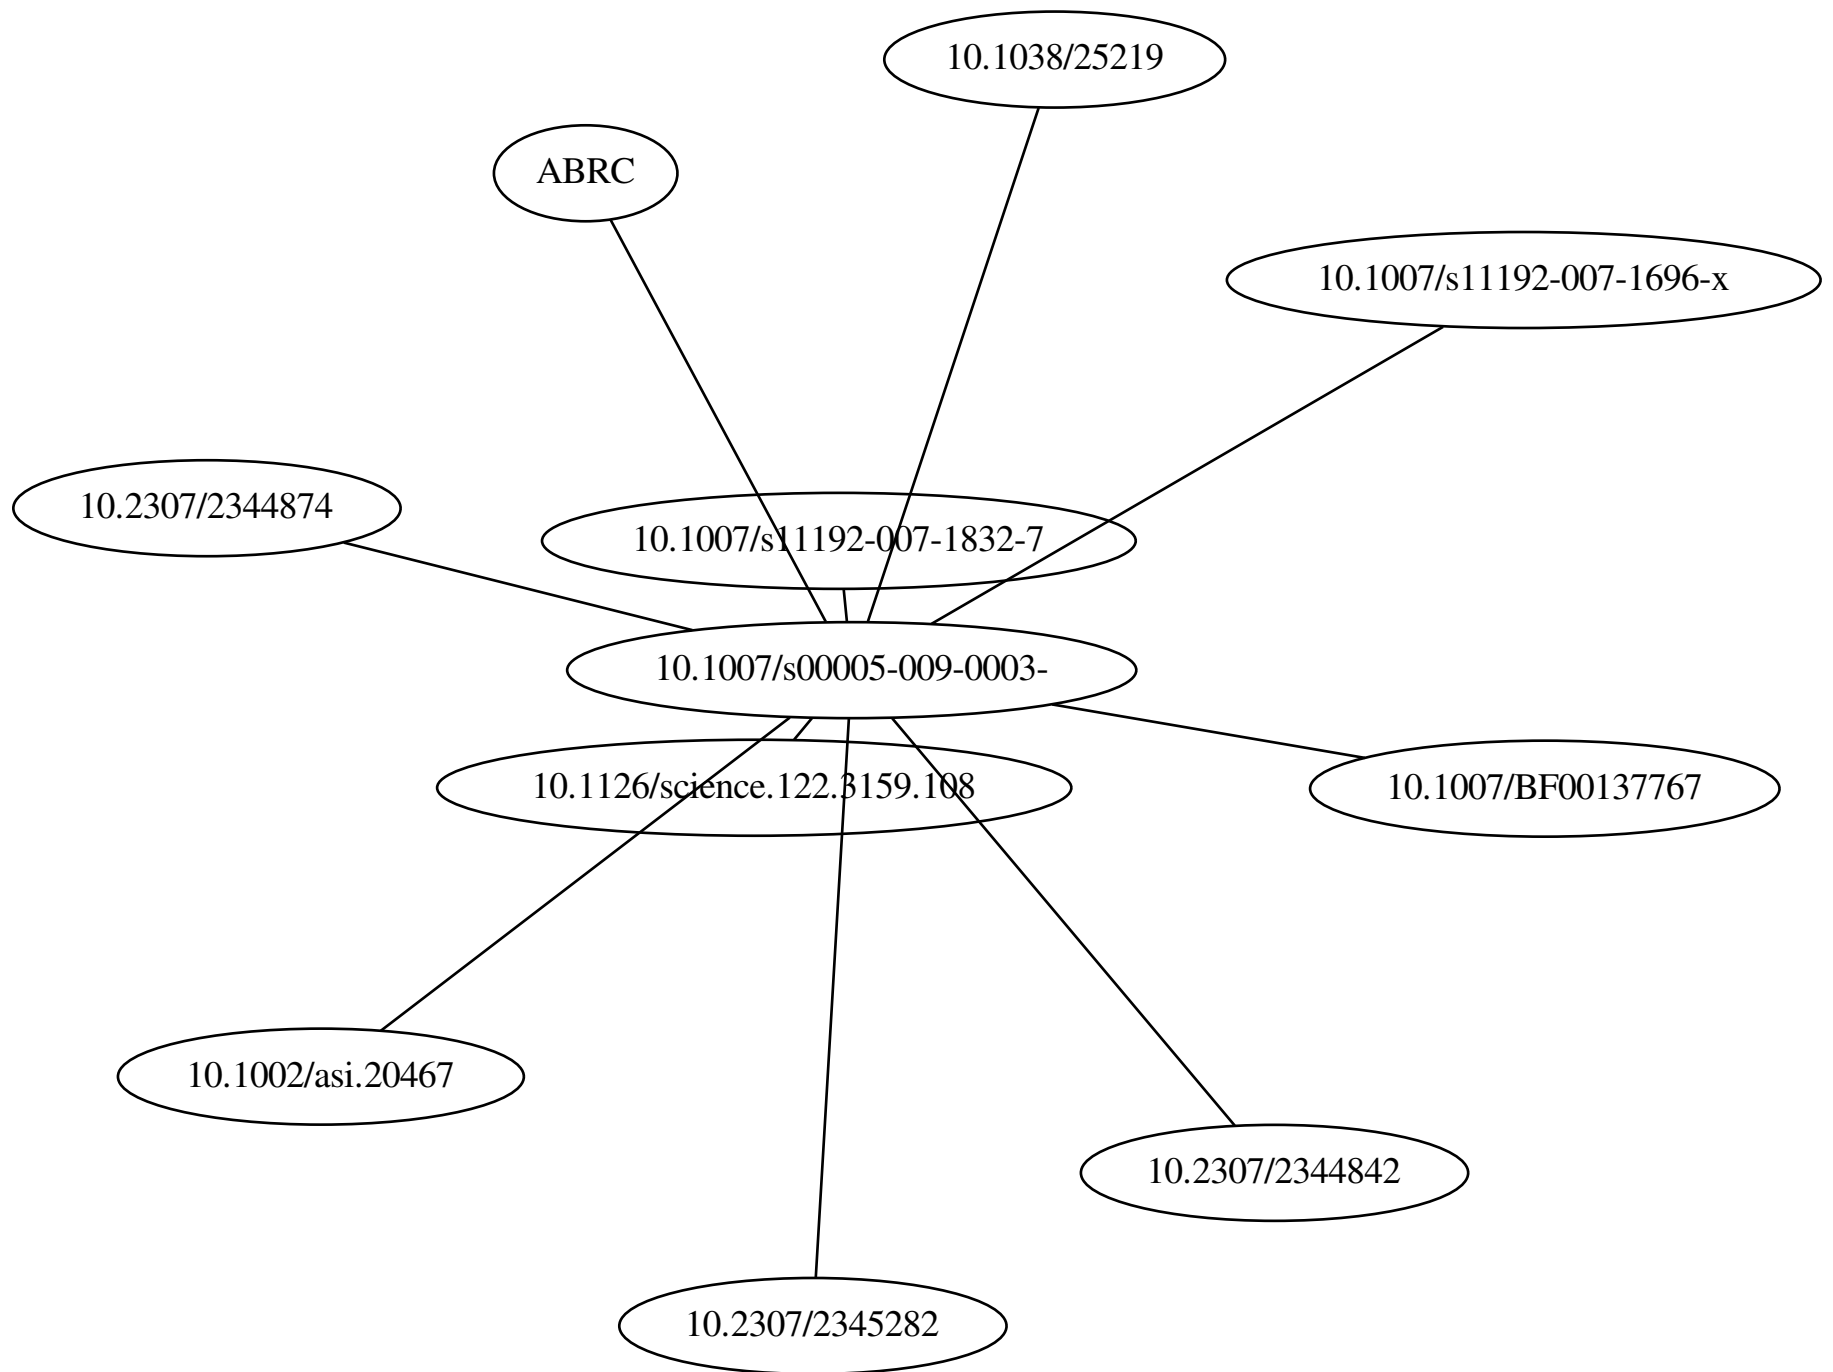 10.1038/25219
ABRC
10.1007/s11192-007-1696-x
10.2307/2344874
10.1007/s11192-007-1832-7
10.1007/s00005-009-0003-
10.1126/science.122.3159.108
10.1007/BF00137767
10.1002/asi.20467
10.2307/2344842
10.2307/2345282